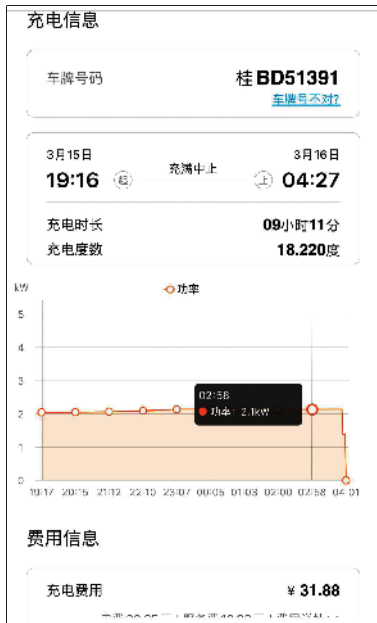 充电信息
车牌号码 桂BD51391
车牌号不对?
3月15日 3月16日
19:16 起 充满中止 止 04:27
充电时长 09小时11分
充电度数 18.220度
kW 功率
5
4
3
02:58
功率: 2.1kW
2
1
0
19:17 20:15 21:12 22:10 23:07 00:05 01:03 02:00 02:58 04:01
费用信息
充电费用 ¥ 31.88